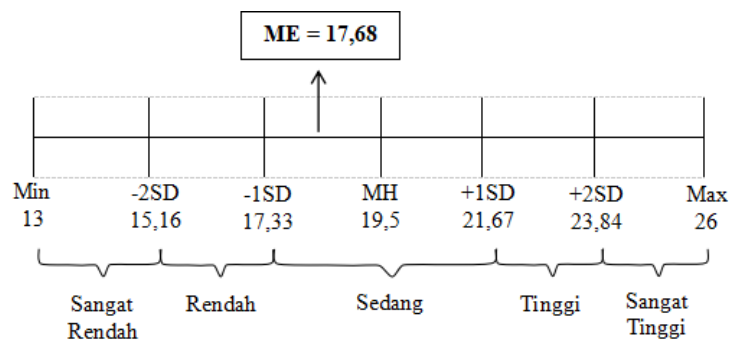 ME = 17,68
Min -2SD -1SD MH +1SD +2SD Max
13 15,16 17,33 19,5 21,67 23,84 26
Sangat Rendah Sedang Tinggi Sangat
Rendah Tinggi